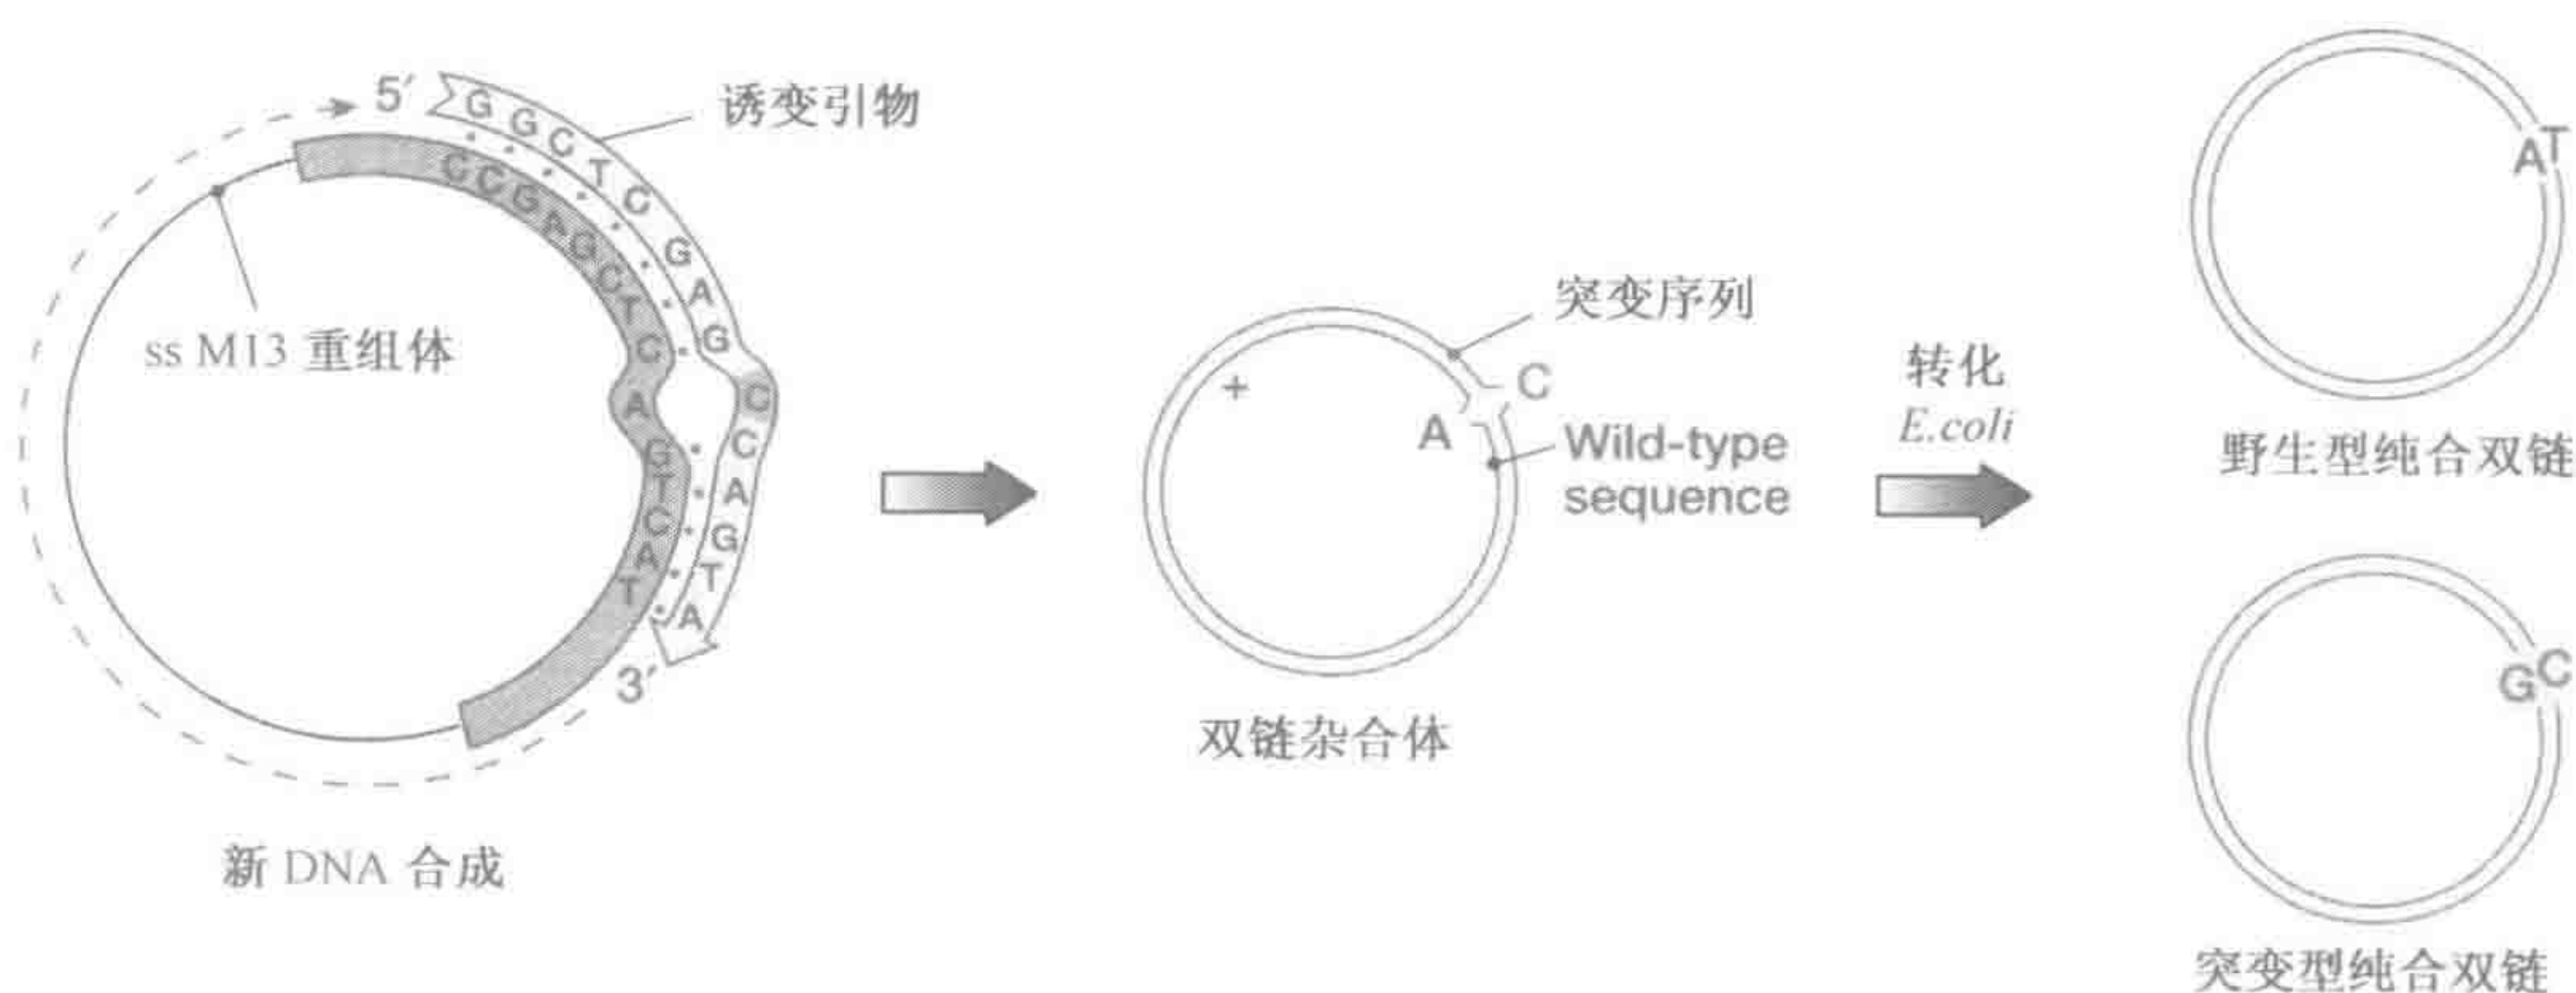 5′
GGCTCGAGCCAGTA
3′
CCGAGCTCAGTCAT
诱变引物
ss M13 重组体
新 DNA 合成
突变序列
+
C
A
Wild-type
sequence
双链杂合体
转化
E.coli
AT
野生型纯合双链
GC
突变型纯合双链